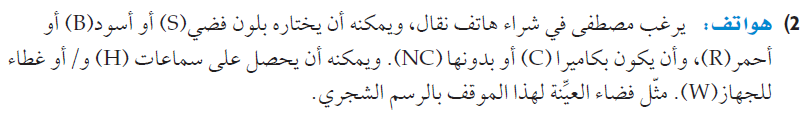 (2 هواتف: يرغب مصطفى في شراء هاتف نقال، ويمكنه أن يختاره بلون فضي(S) أو أسود(B) أو
أحمر(R)، وأن يكون بكاميرا(C) أو بدونها(NC). ويمكنه أن يحصل على سماعات (H) و/ أو غطاء
للجهاز(W). مثّل فضاء العيِّنة لهذا الموقف بالرسم الشجري.